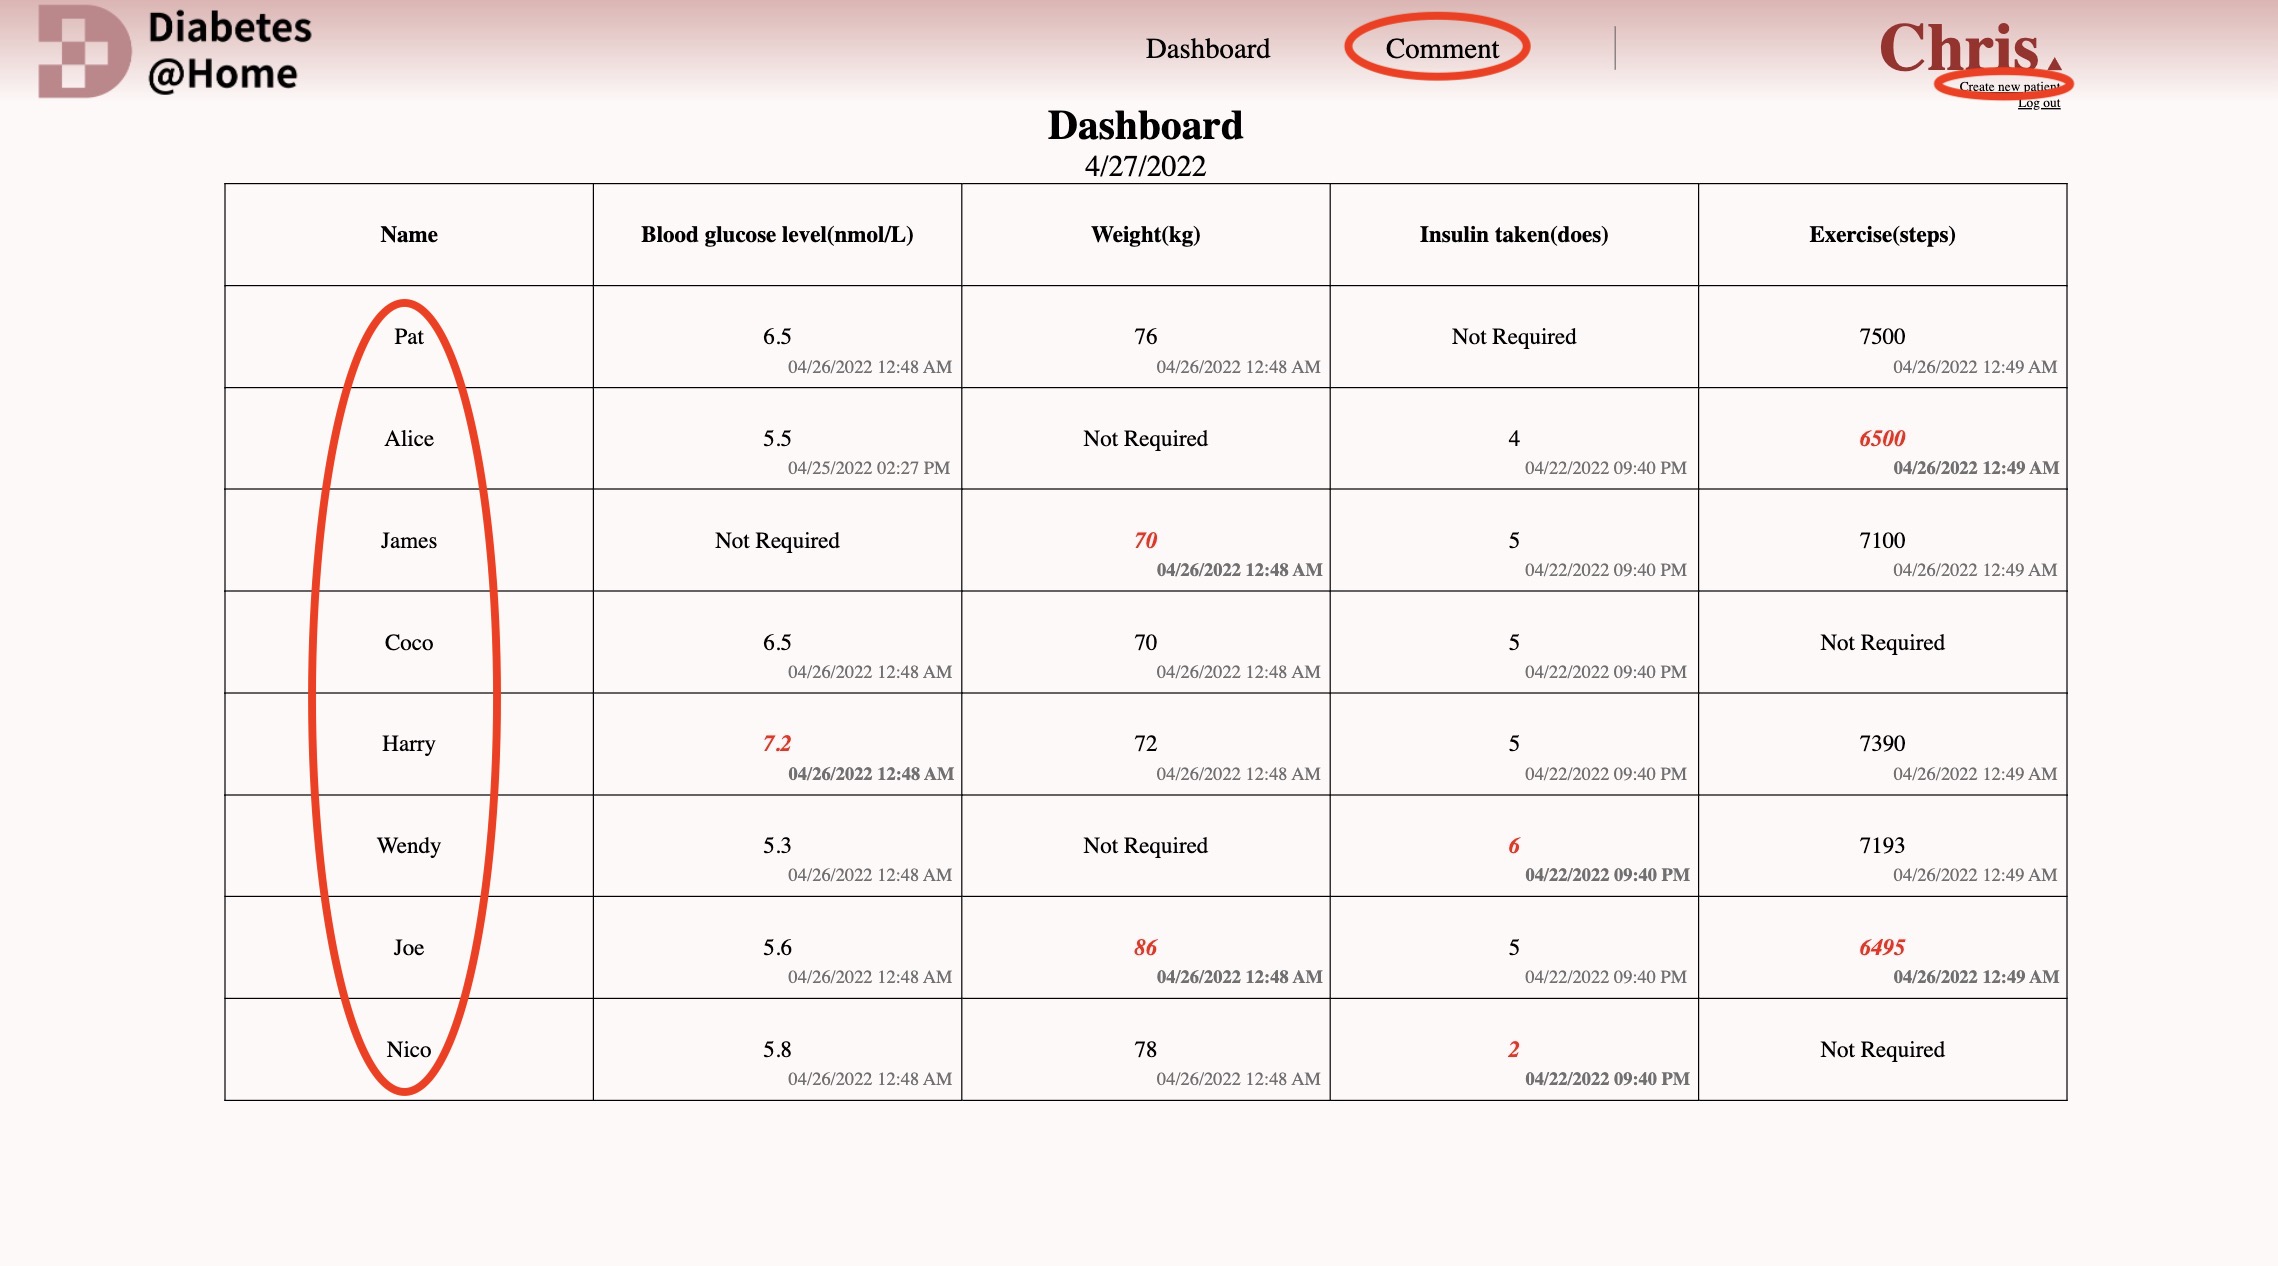 Diabetes
@Home
Dashboard
Comment
Chris.
Create new patient
Log out
Dashboard
4/27/2022
Name Blood glucose level(nmol/L) Weight(kg) Insulin taken(does) Exercise(steps)
Pat 6.5 76 Not Required 7500
04/26/2022 12:48 AM 04/26/2022 12:48 AM 04/26/2022 12:49 AM
Alice 5.5 Not Required 4 6500
04/25/2022 02:27 PM 04/22/2022 09:40 PM 04/26/2022 12:49 AM
James Not Required 70 5 7100
04/26/2022 12:48 AM 04/22/2022 09:40 PM 04/26/2022 12:49 AM
Coco 6.5 70 5 Not Required
04/26/2022 12:48 AM 04/26/2022 12:48 AM 04/22/2022 09:40 PM
Harry 7.2 72 5 7390
04/26/2022 12:48 AM 04/26/2022 12:48 AM 04/22/2022 09:40 PM 04/26/2022 12:49 AM
Wendy 5.3 Not Required 6 7193
04/26/2022 12:48 AM 04/22/2022 09:40 PM 04/26/2022 12:49 AM
Joe 5.6 86 5 6495
04/26/2022 12:48 AM 04/26/2022 12:48 AM 04/22/2022 09:40 PM 04/26/2022 12:49 AM
Nico 5.8 78 2 Not Required
04/26/2022 12:48 AM 04/26/2022 12:48 AM 04/22/2022 09:40 PM